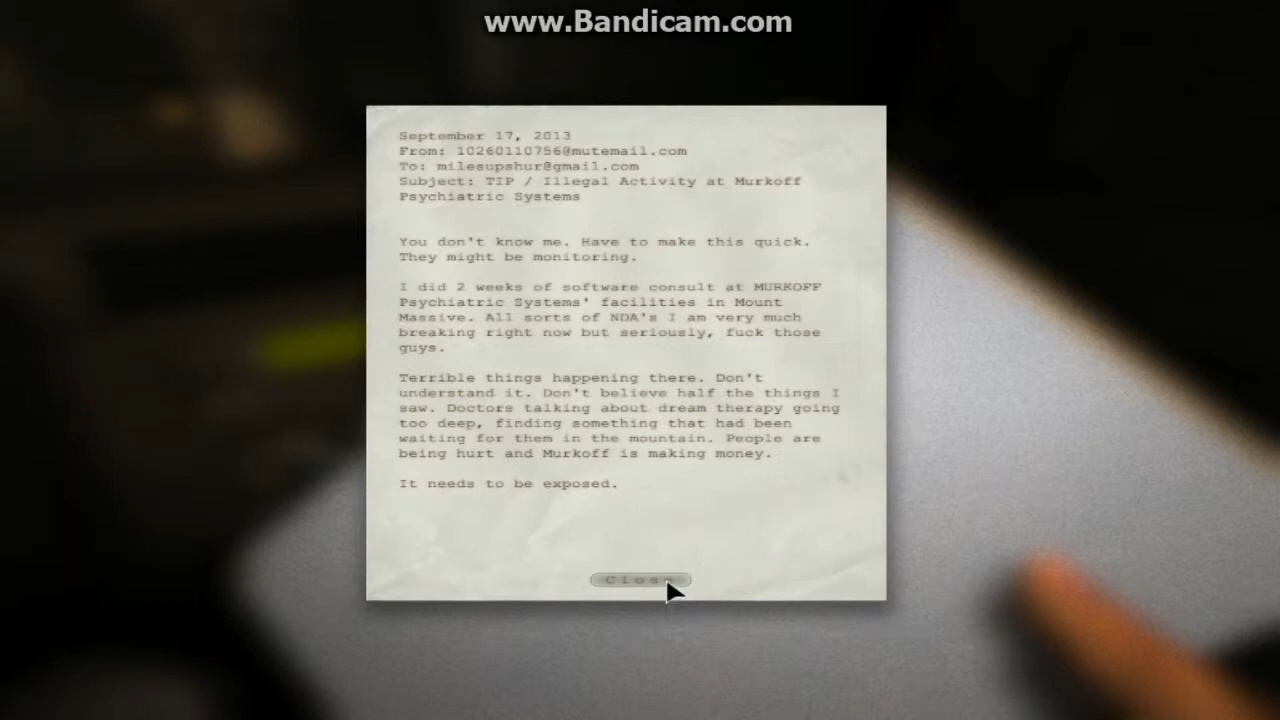 www.Bandicam.com
September 17, 2013
From: 10260110756@mutemail.com
To: milesupshur@gmail.com
Subject: TIP / Illegal Activity at Murkoff
Psychiatric Systems
You don't know me. Have to make this quick.
They might be monitoring.
I did 2 weeks of software consult at MURKOFF
Psychiatric Systems' facilities in Mount
Massive. All sorts of NDA's I am very much
breaking right now but seriously, fuck those
guys.
Terrible things happening there. Don't
understand it. Don't believe half the things I
saw. Doctors talking about dream therapy going
too deep, finding something that had been
waiting for them in the mountain. People are
being hurt and Murkoff is making money.
It needs to be exposed.
Close